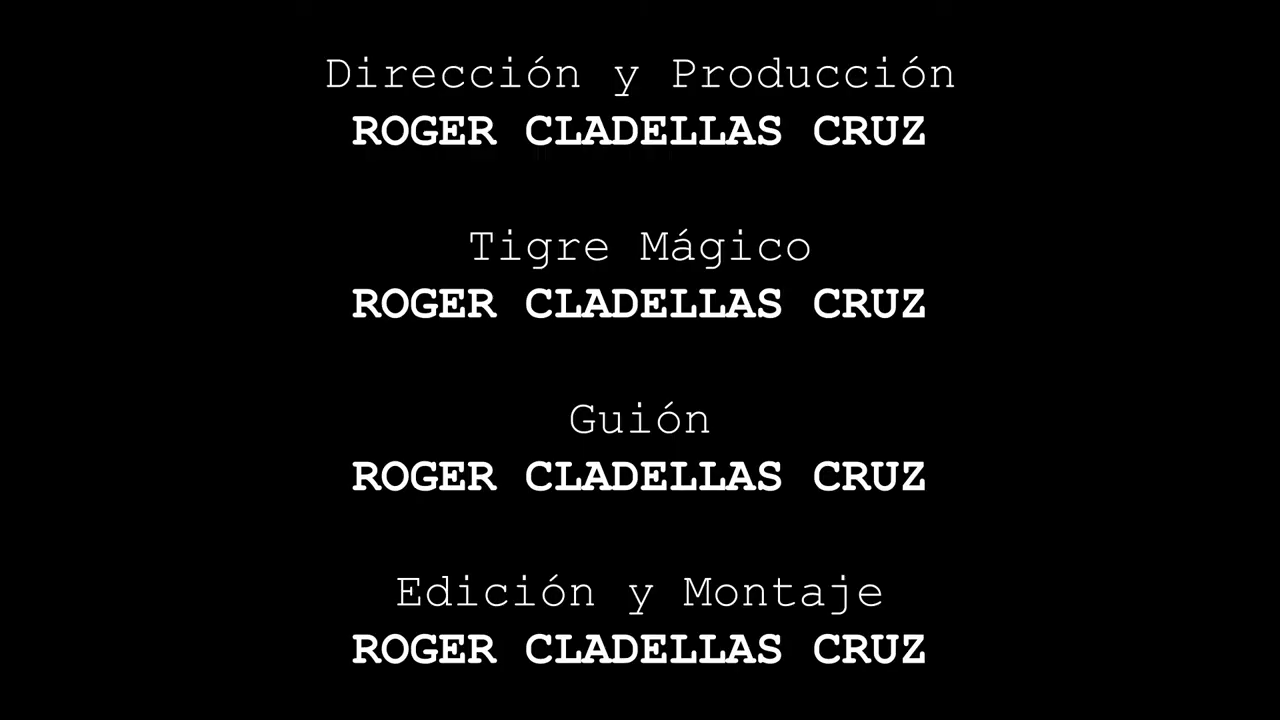 Dirección y Producción
ROGER CLADELLAS CRUZ
Tigre Mágico
ROGER CLADELLAS CRUZ
Guión
ROGER CLADELLAS CRUZ
Edición y Montaje
ROGER CLADELLAS CRUZ